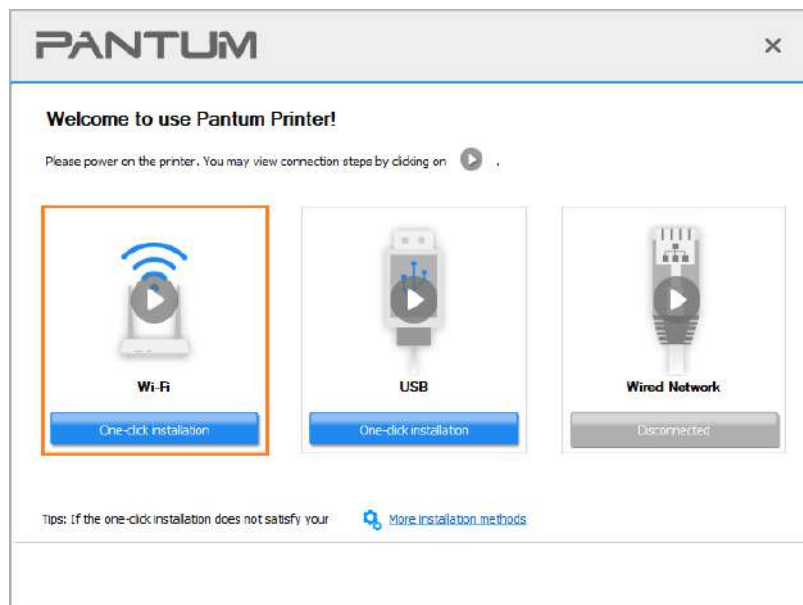 PANTUM
Welcome to use Pantum Printer!
Please power on the printer. You may view connection steps by clicking on .
Wi-Fi
USB
Wired Network
One-click installation
One-click installation
Disconnected
Tips: If the one-click installation does not satisfy your
More installation methods